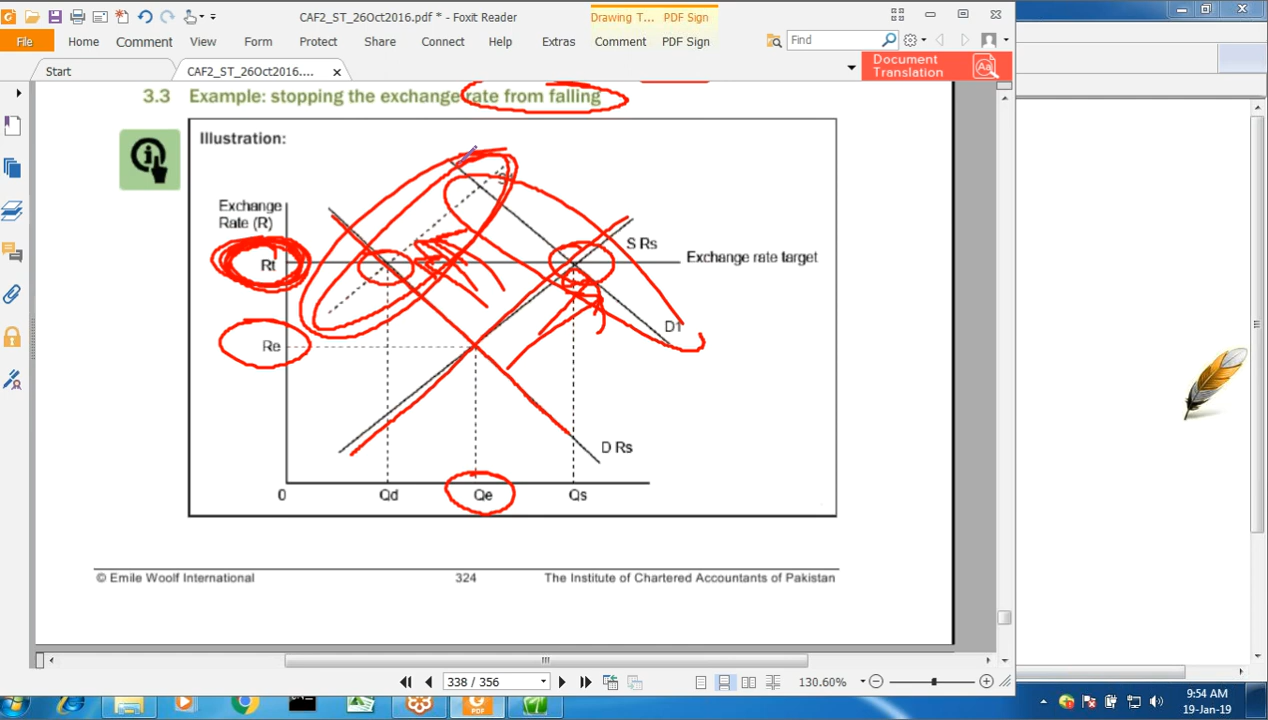 CAF2_ST_26Oct2016.pdf * - Foxit Reader
Drawing T... PDF Sign
File Home Comment View Form Protect Share Connect Help Extras Comment PDF Sign Find
Start CAF2_ST_26Oct2016.... Document Translation
3.3 Example: stopping the exchange rate from falling
Illustration:
Exchange
Rate (R)
S Rs
Exchange rate target
Rt
D1
Re
D Rs
0 Qd Qe Qs
© Emile Woolf International 324 The Institute of Chartered Accountants of Pakistan
338 / 356 130.60%
9:54 AM
19-Jan-19